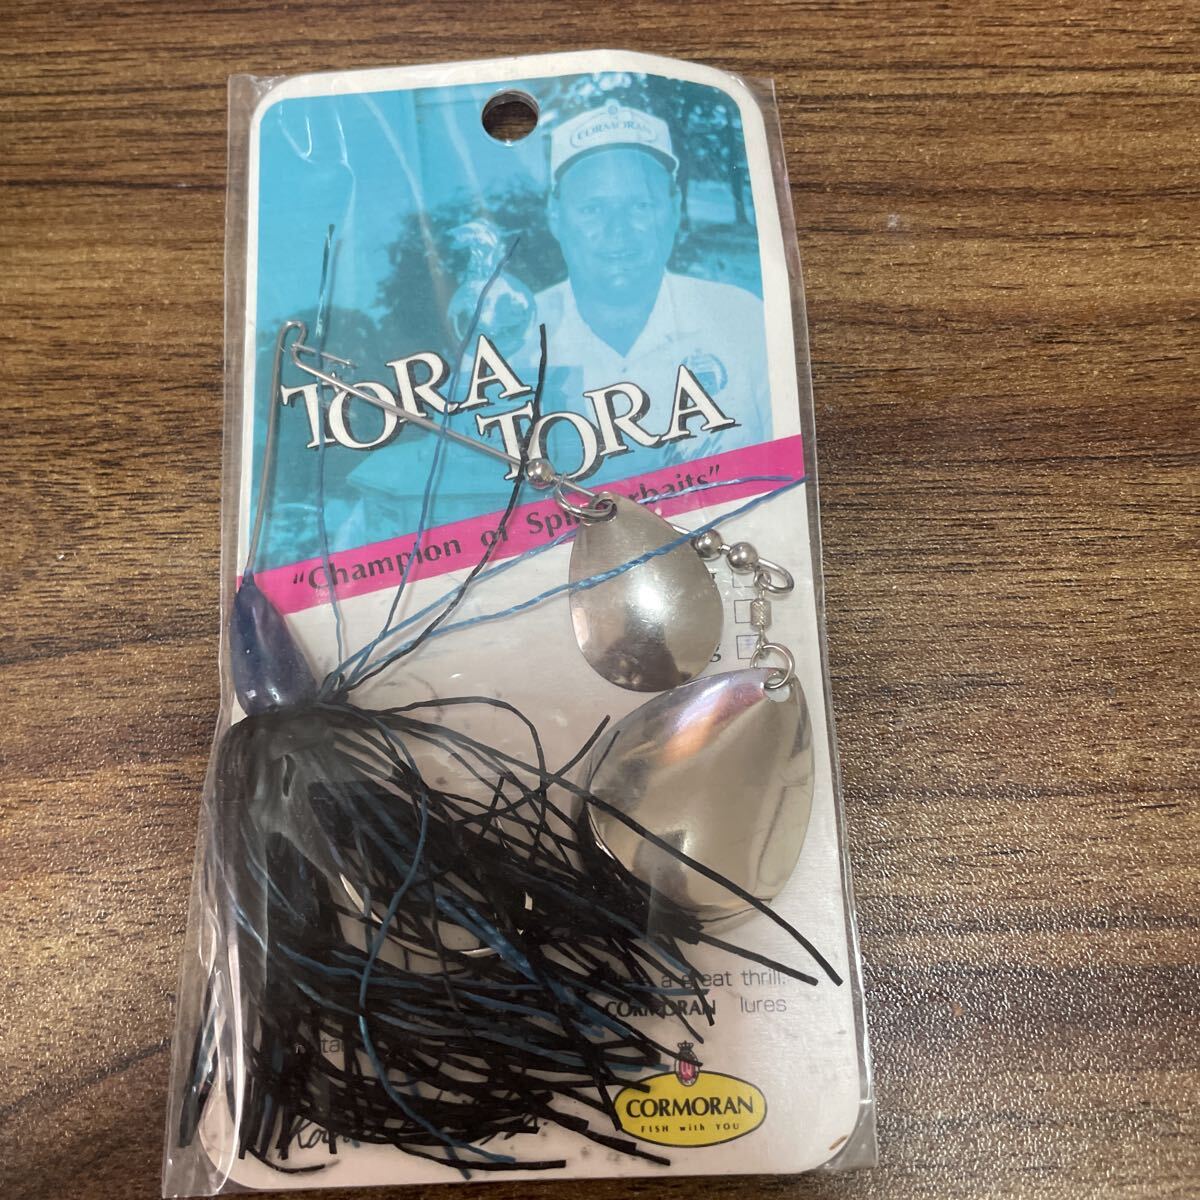 CORMORAN
TORA
TORA
"Champion of Spinnerbaits"
a great thrill.
CORMORAN lures
CORMORAN
FISH with YOU